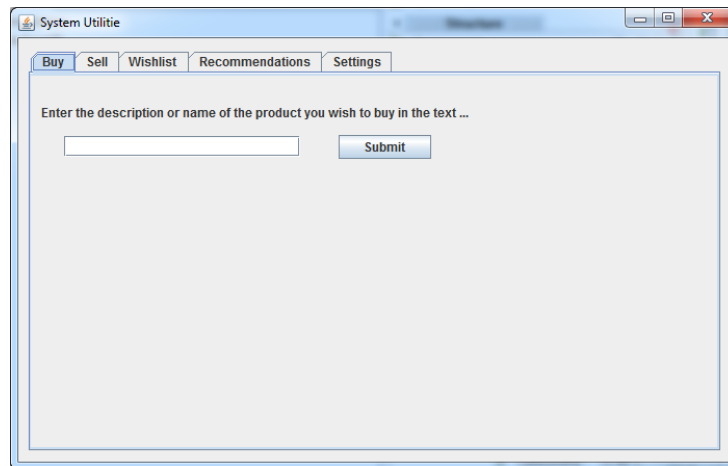 System Utilitie
Structure
Buy Sell Wishlist Recommendations Settings
Enter the description or name of the product you wish to buy in the text ...
Submit